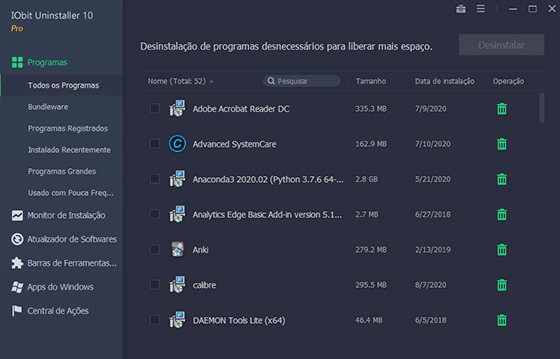 IObit Uninstaller 10
Pro
Programas
Todos os Programas
Bundleware
Programas Registrados
Instalado Recentemente
Programas Grandes
Usado com Pouca Freq...
Monitor de Instalação
Atualizador de Softwares
Barras de Ferramentas...
Apps do Windows
Central de Ações
Desinstalação de programas desnecessários para liberar mais espaço.
Desinstalar
Nome (Total: 52) Pesquisar Tamanho Data de instalação Operação
Adobe Acrobat Reader DC 335.3 MB 7/9/2020
Advanced SystemCare 162.9 MB 7/10/2020
Anaconda3 2020.02 (Python 3.7.6 64-... 2.8 GB 5/21/2020
Analytics Edge Basic Add-in version 5.1... 2.7 MB 6/27/2018
Anki 279.2 MB 2/13/2019
calibre 295.5 MB 8/7/2020
DAEMON Tools Lite (x64) 46.4 MB 6/5/2018